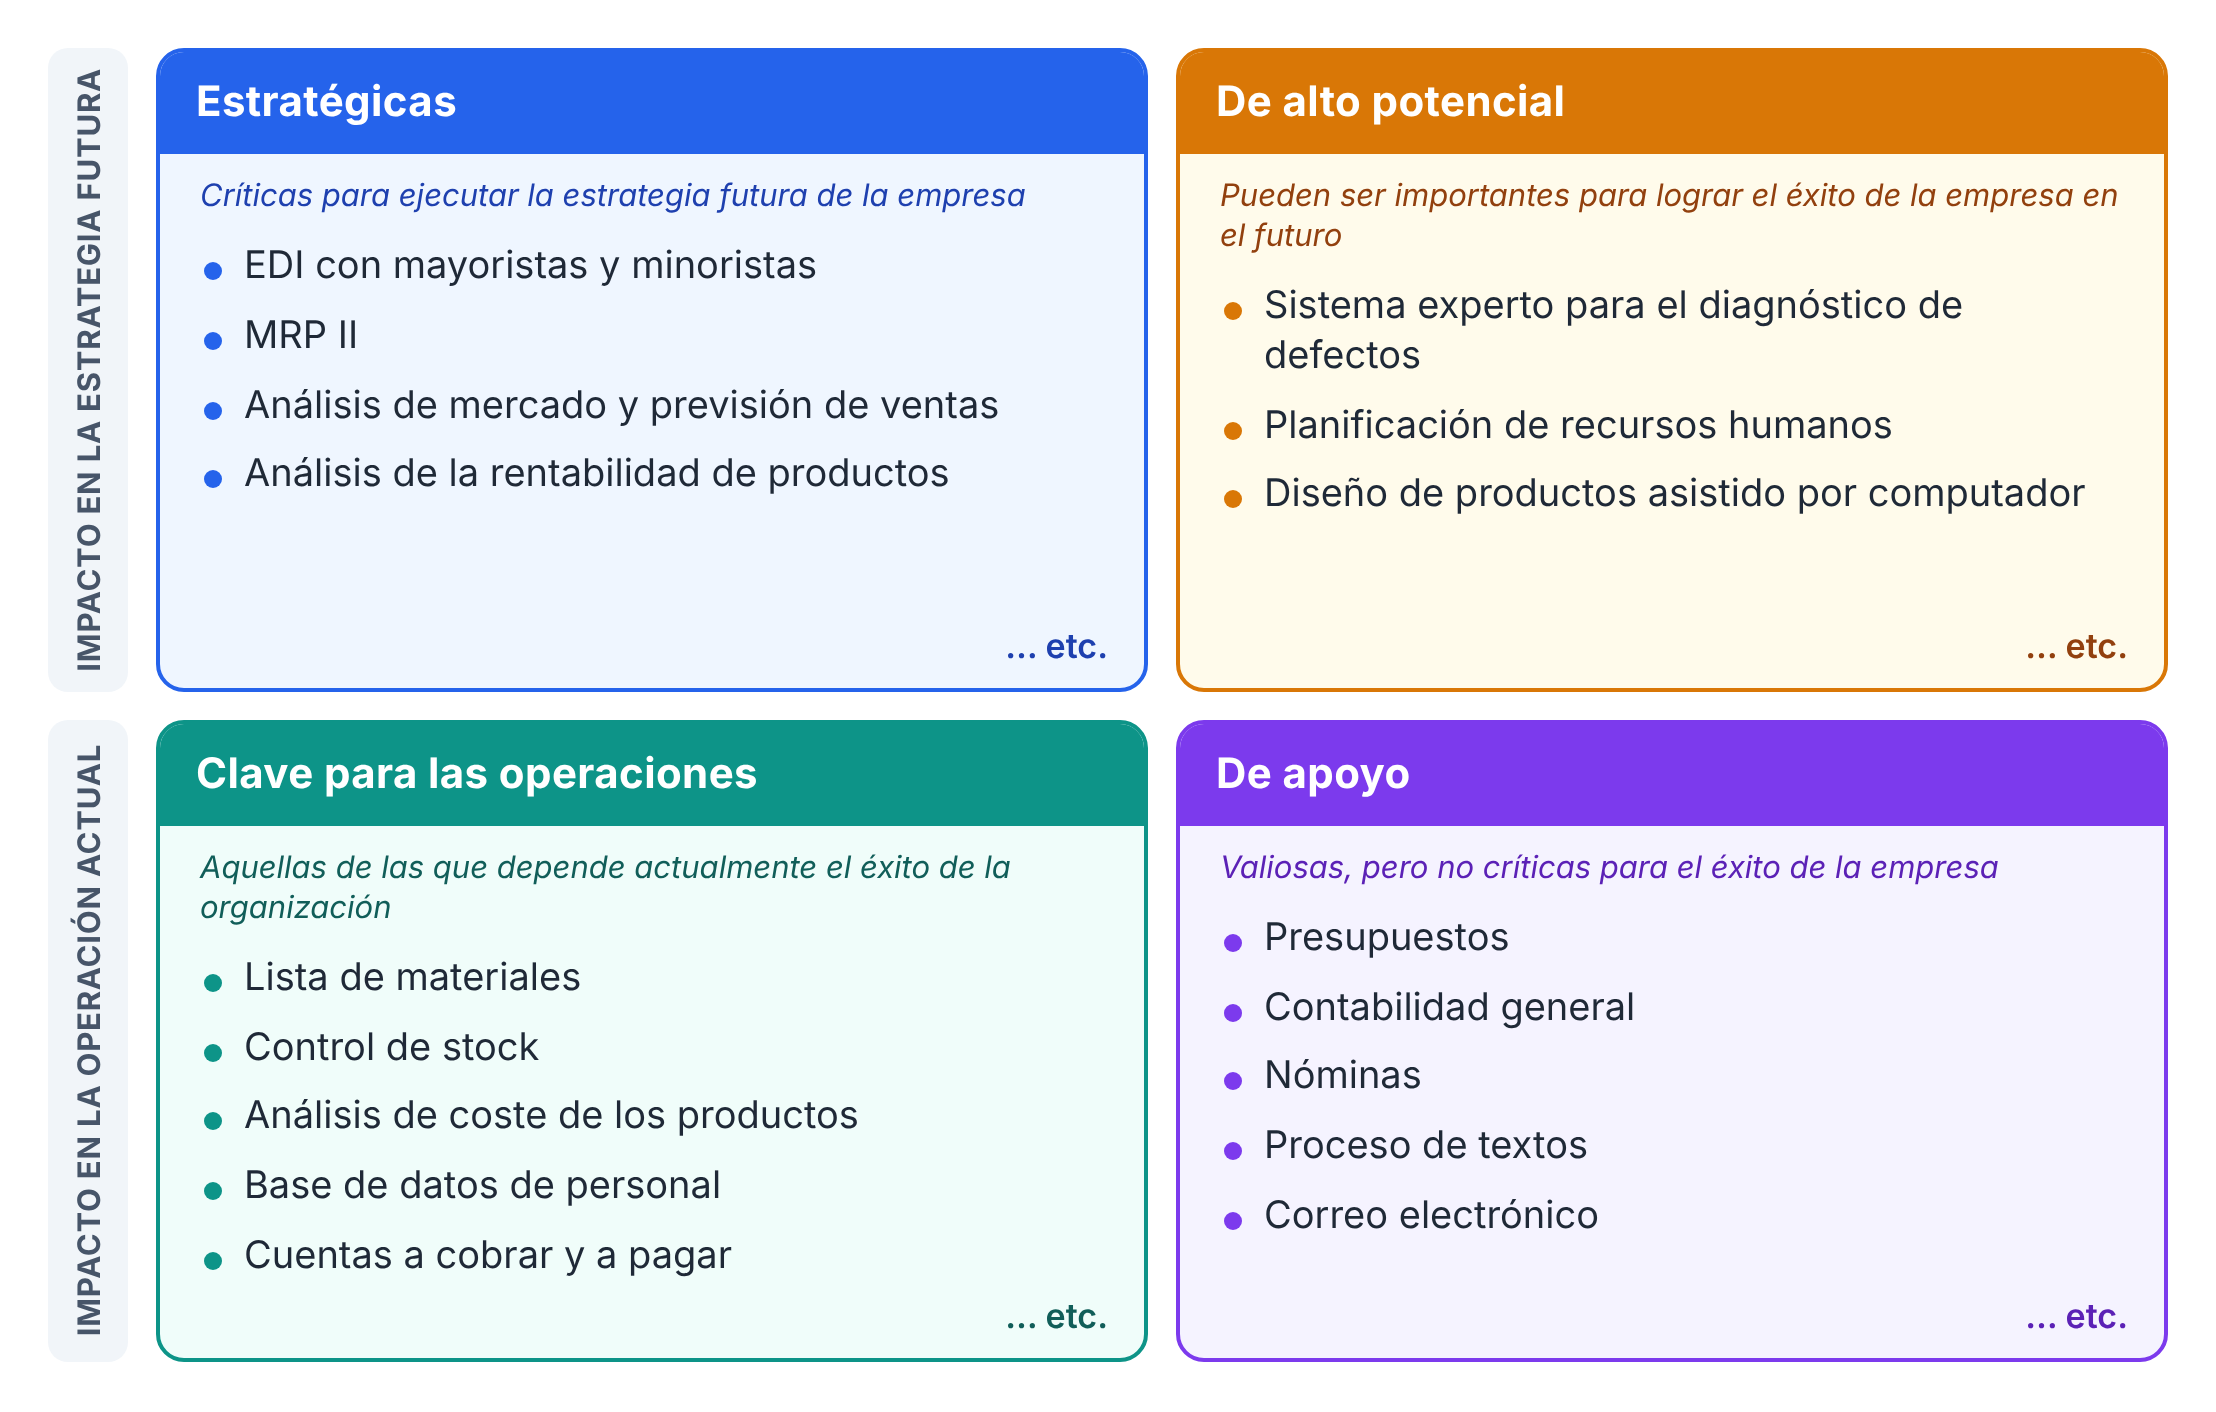 IMPACTO EN LA ESTRATEGIA FUTURA
Estratégicas
Críticas para ejecutar la estrategia futura de la empresa
EDI con mayoristas y minoristas
MRP II
Análisis de mercado y previsión de ventas
Análisis de la rentabilidad de productos
... etc.
De alto potencial
Pueden ser importantes para lograr el éxito de la empresa en
el futuro
Sistema experto para el diagnóstico de
defectos
Planificación de recursos humanos
Diseño de productos asistido por computador
... etc.
IMPACTO EN LA OPERACIÓN ACTUAL
Clave para las operaciones
Aquellas de las que depende actualmente el éxito de la
organización
Lista de materiales
Control de stock
Análisis de coste de los productos
Base de datos de personal
Cuentas a cobrar y a pagar
... etc.
De apoyo
Valiosas, pero no críticas para el éxito de la empresa
Presupuestos
Contabilidad general
Nóminas
Proceso de textos
Correo electrónico
... etc.